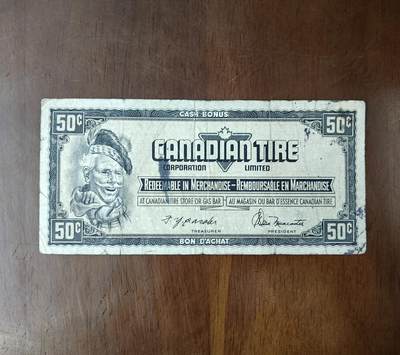 50¢ CASH BONUS 50¢
CANADIAN TIRE
CORPORATION LIMITED
REDEEMABLE IN MERCHANDISE–REMBOURSABLE EN MARCHANDISE
AT CANADIAN TIRE STORE OR GAS BAR AU MAGASIN OU BAR D'ESSENCE CANADIAN TIRE
TREASURER PRESIDENT
50¢ BON D'ACHAT 50¢